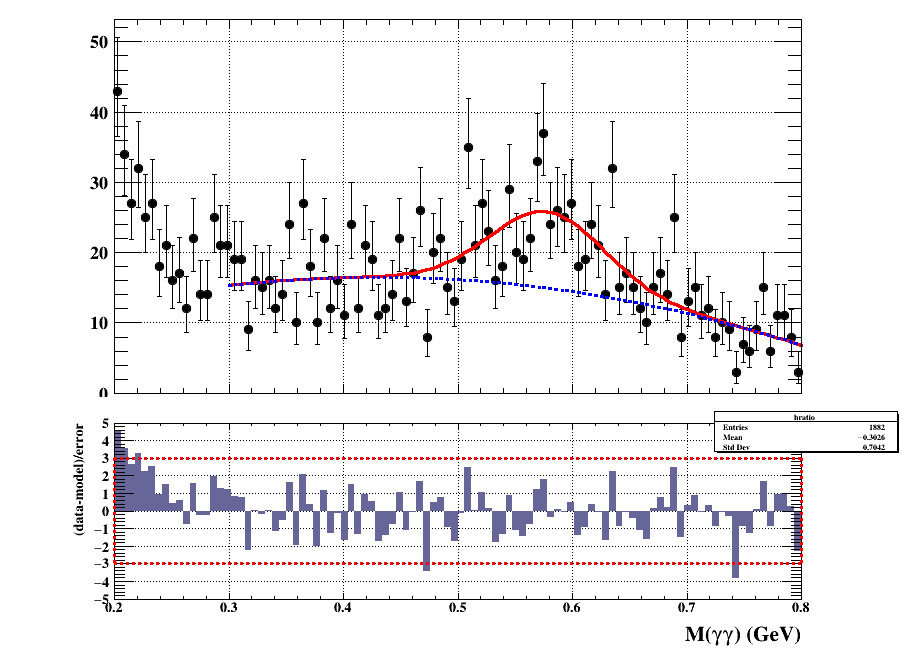 50
40
30
20
10
0
hratio
Entries 1882
Mean −0.3026
Std Dev 0.7042
(data-model)/error
5
4
3
2
1
0
−1
−2
−3
−4
−5
0.2 0.3 0.4 0.5 0.6 0.7 0.8
M(γγ) (GeV)